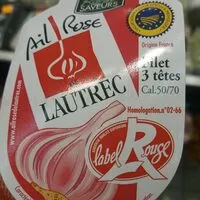 SAVEURS
Ail Rose
Origine France
Filet
3 têtes
Cal.50/70
LAUTREC
Homologation.n°02-66
label Rouge